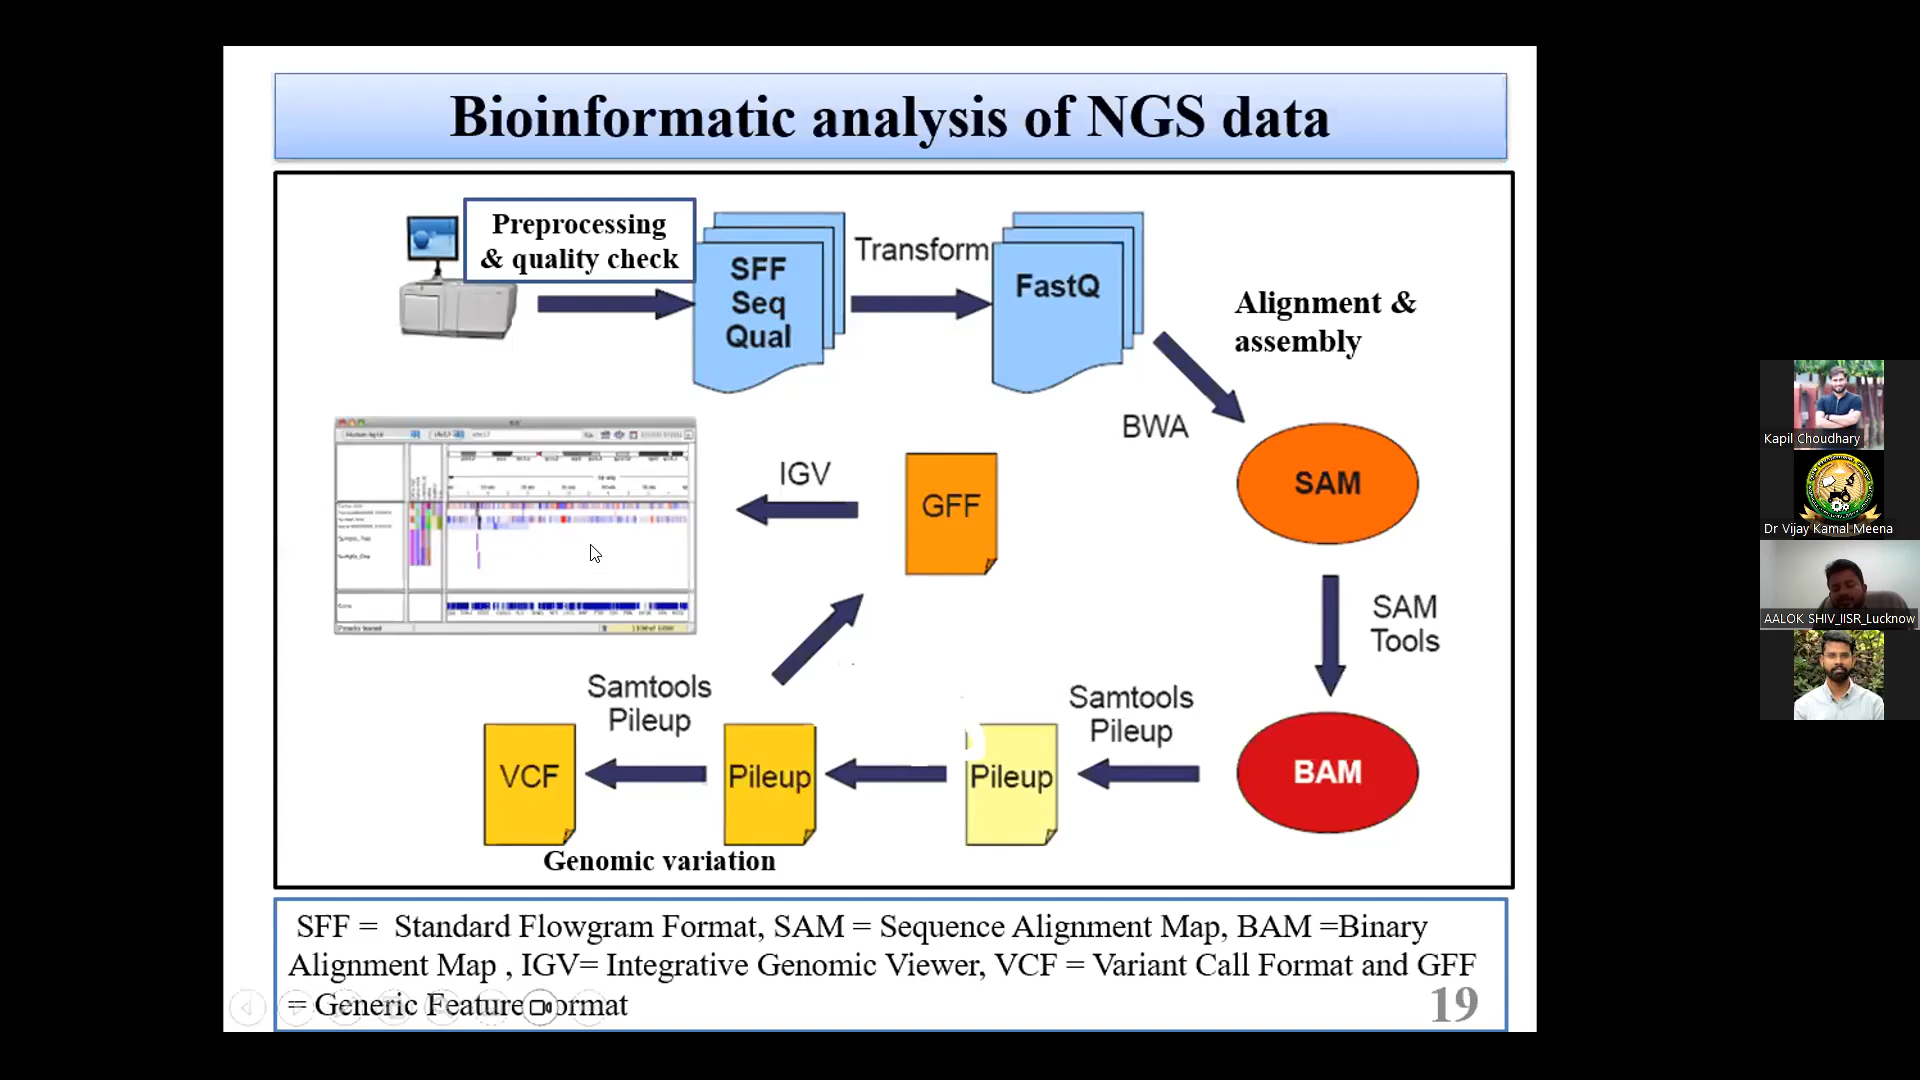 Bioinformatic analysis of NGS data
Preprocessing
& quality check
SFF
Seq
Qual
Transform
FastQ
Alignment &
assembly
BWA
SAM
IGV
GFF
SAM
Tools
Samtools
Pileup
Samtools
Pileup
VCF
Pileup
Pileup
BAM
Genomic variation
SFF = Standard Flowgram Format, SAM = Sequence Alignment Map, BAM =Binary
Alignment Map , IGV= Integrative Genomic Viewer, VCF = Variant Call Format and GFF
= Generic Feature ormat
19
Kapil Choudhary
Dr Vijay Kamal Meena
AALOK SHIV_IISR_Lucknow